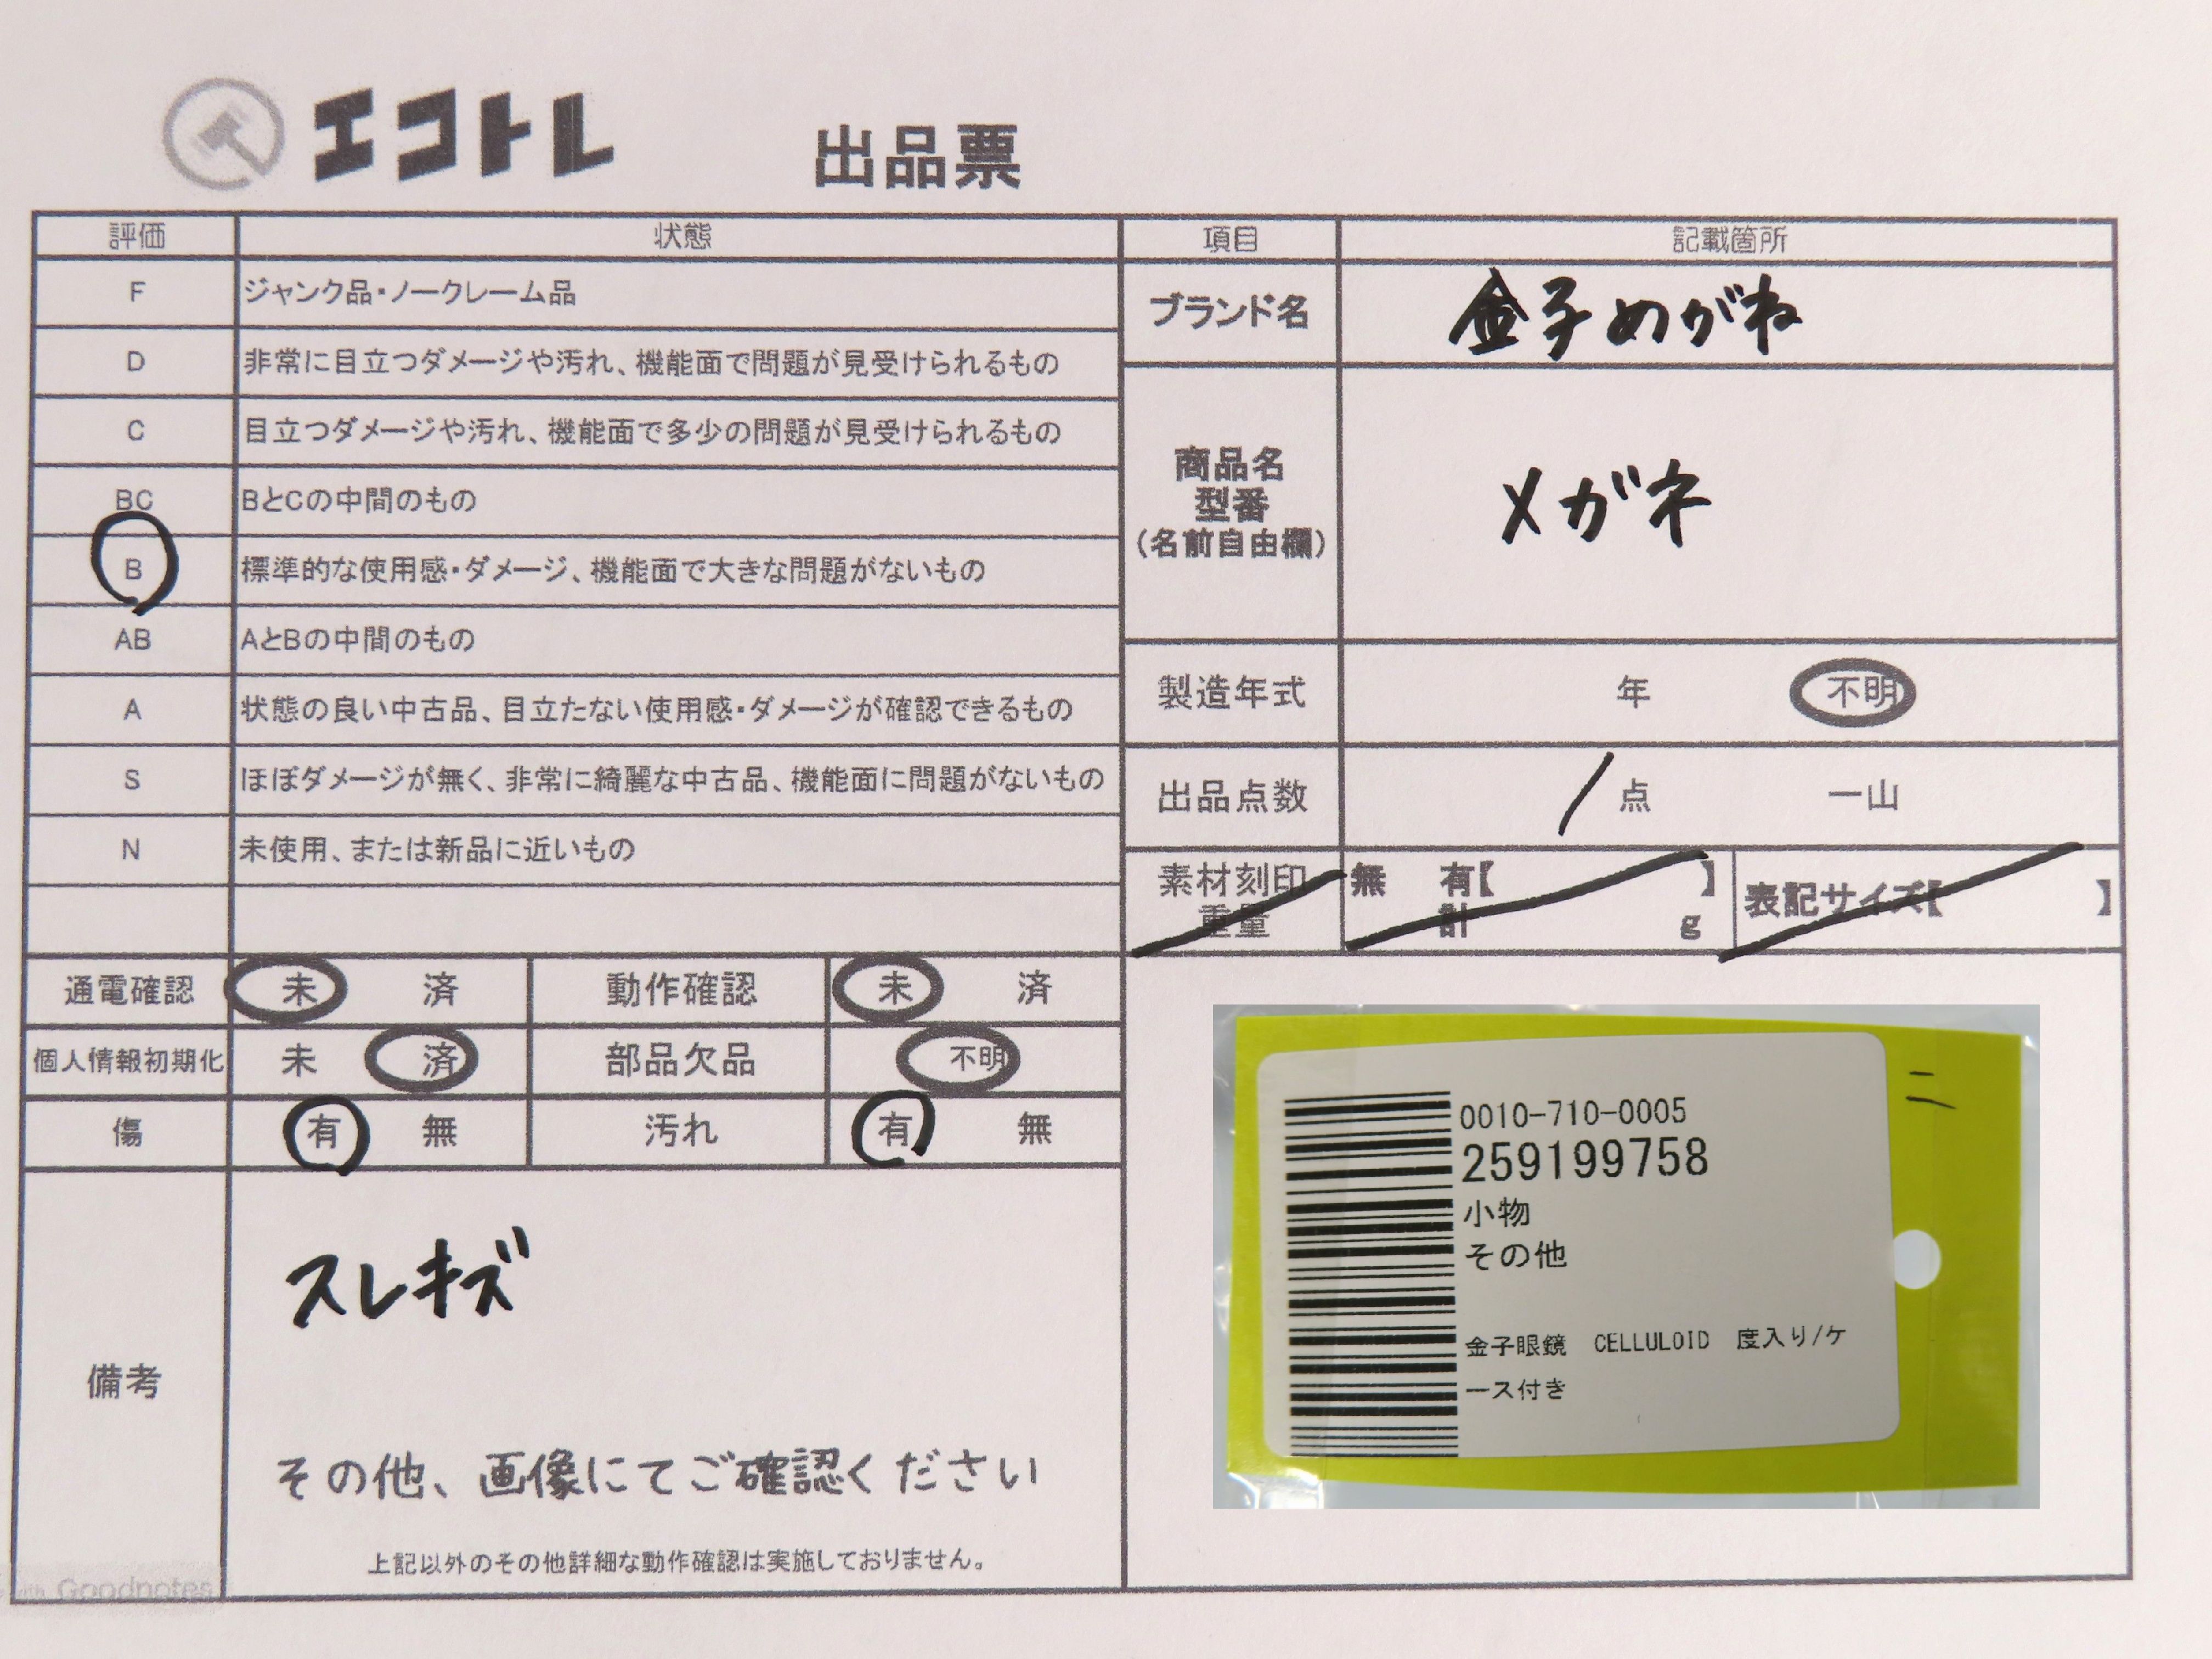 エコトレ
出品票
評価 状態
F ジャンク品・ノークレーム品
D 非常に目立つダメージや汚れ、機能面で問題が見受けられるもの
C 目立つダメージや汚れ、機能面で多少の問題が見受けられるもの
BC BとCの中間のもの
B 標準的な使用感・ダメージ、機能面で大きな問題がないもの
AB AとBの中間のもの
A 状態の良い中古品、目立たない使用感・ダメージが確認できるもの
S ほぼダメージが無く、非常に綺麗な中古品、機能面に問題がないもの
N 未使用、または新品に近いもの
通電確認 未 済 動作確認 未 済
個人情報初期化 未 済 部品欠品 不明
傷 有 無 汚れ 有 無
備考
スレキズ
その他、画像にてご確認ください
上記以外のその他詳細な動作確認は実施しておりません。
項目 記載箇所
ブランド名 金子めがね
商品名
型番
(名前自由欄)
メガネ
製造年式 年 不明
出品点数 1点 一山
素材刻印 無 有【 】
重量 計 g
表記サイズ【 】
0010-710-0005
259199758
小物
その他
金子眼鏡 CELLULOID 度入り/ケ
ース付き
ニ
Goodnotes